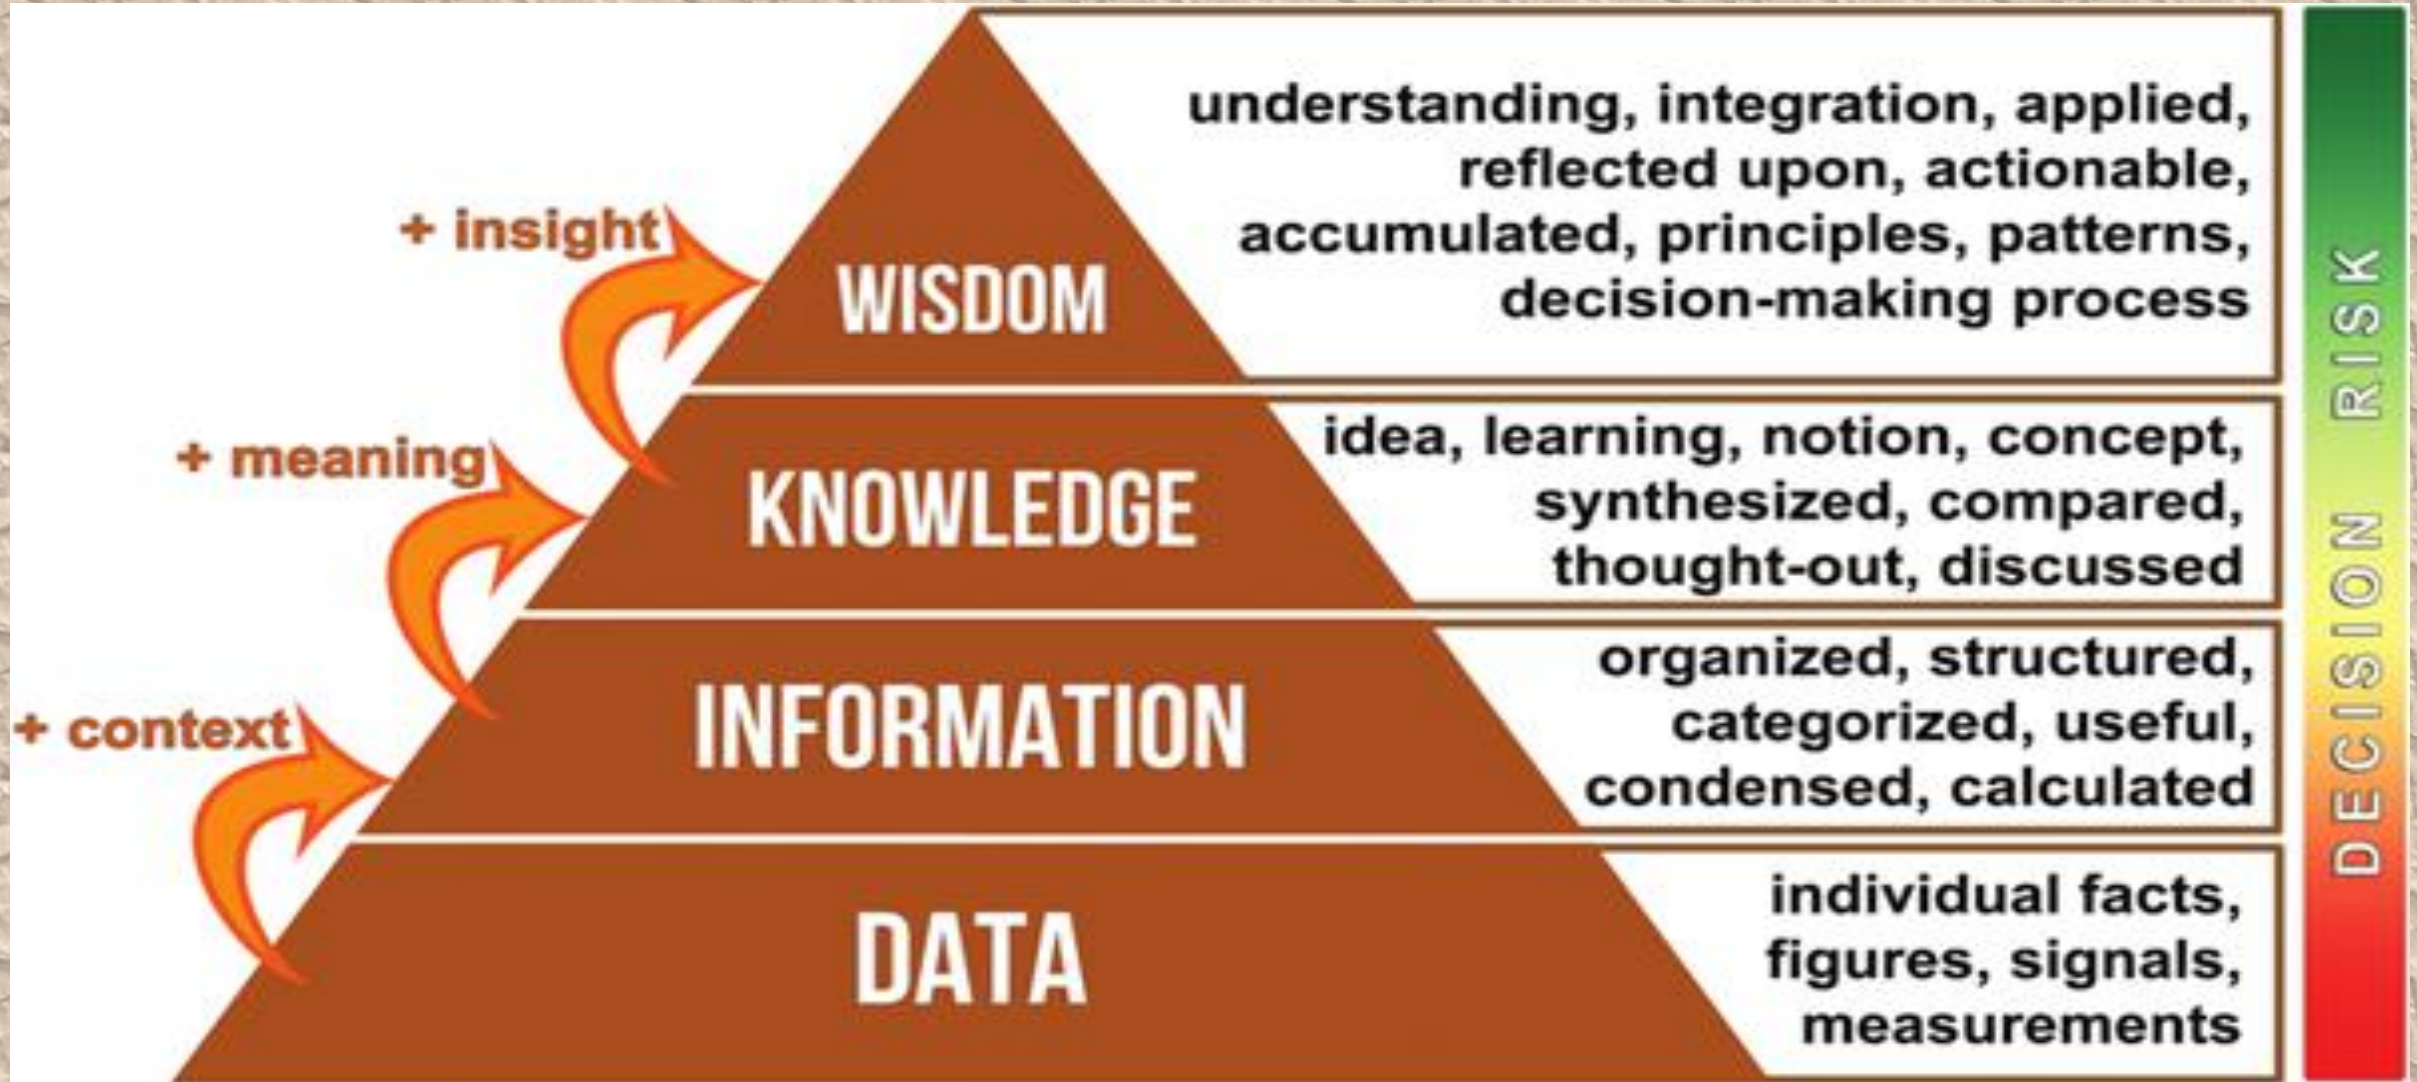 understanding, integration, applied,
reflected upon, actionable,
accumulated, principles, patterns,
decision-making process
+ insight
WISDOM
idea, learning, notion, concept,
synthesized, compared,
thought-out, discussed
+ meaning
KNOWLEDGE
organized, structured,
categorized, useful,
condensed, calculated
+ context
INFORMATION
individual facts,
figures, signals,
measurements
DATA
DECISION RISK